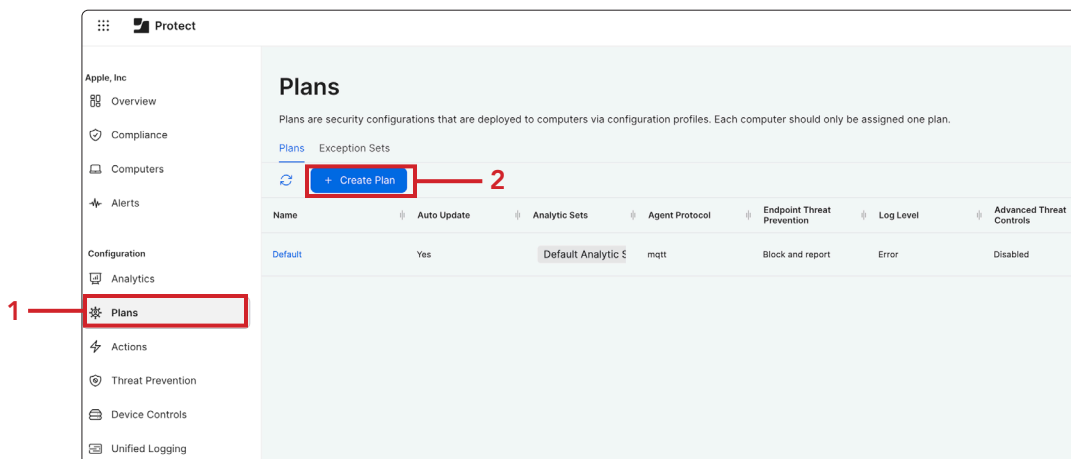 Protect
Apple, Inc
Overview
Compliance
Computers
Alerts
Configuration
Analytics
1
Plans
Actions
Threat Prevention
Device Controls
Unified Logging
Plans
Plans are security configurations that are deployed to computers via configuration profiles. Each computer should only be assigned one plan.
Plans Exception Sets
+ Create Plan 2
Name Auto Update Analytic Sets Agent Protocol Endpoint Threat Prevention Log Level Advanced Threat Controls
Default Yes Default Analytic S mqtt Block and report Error Disabled